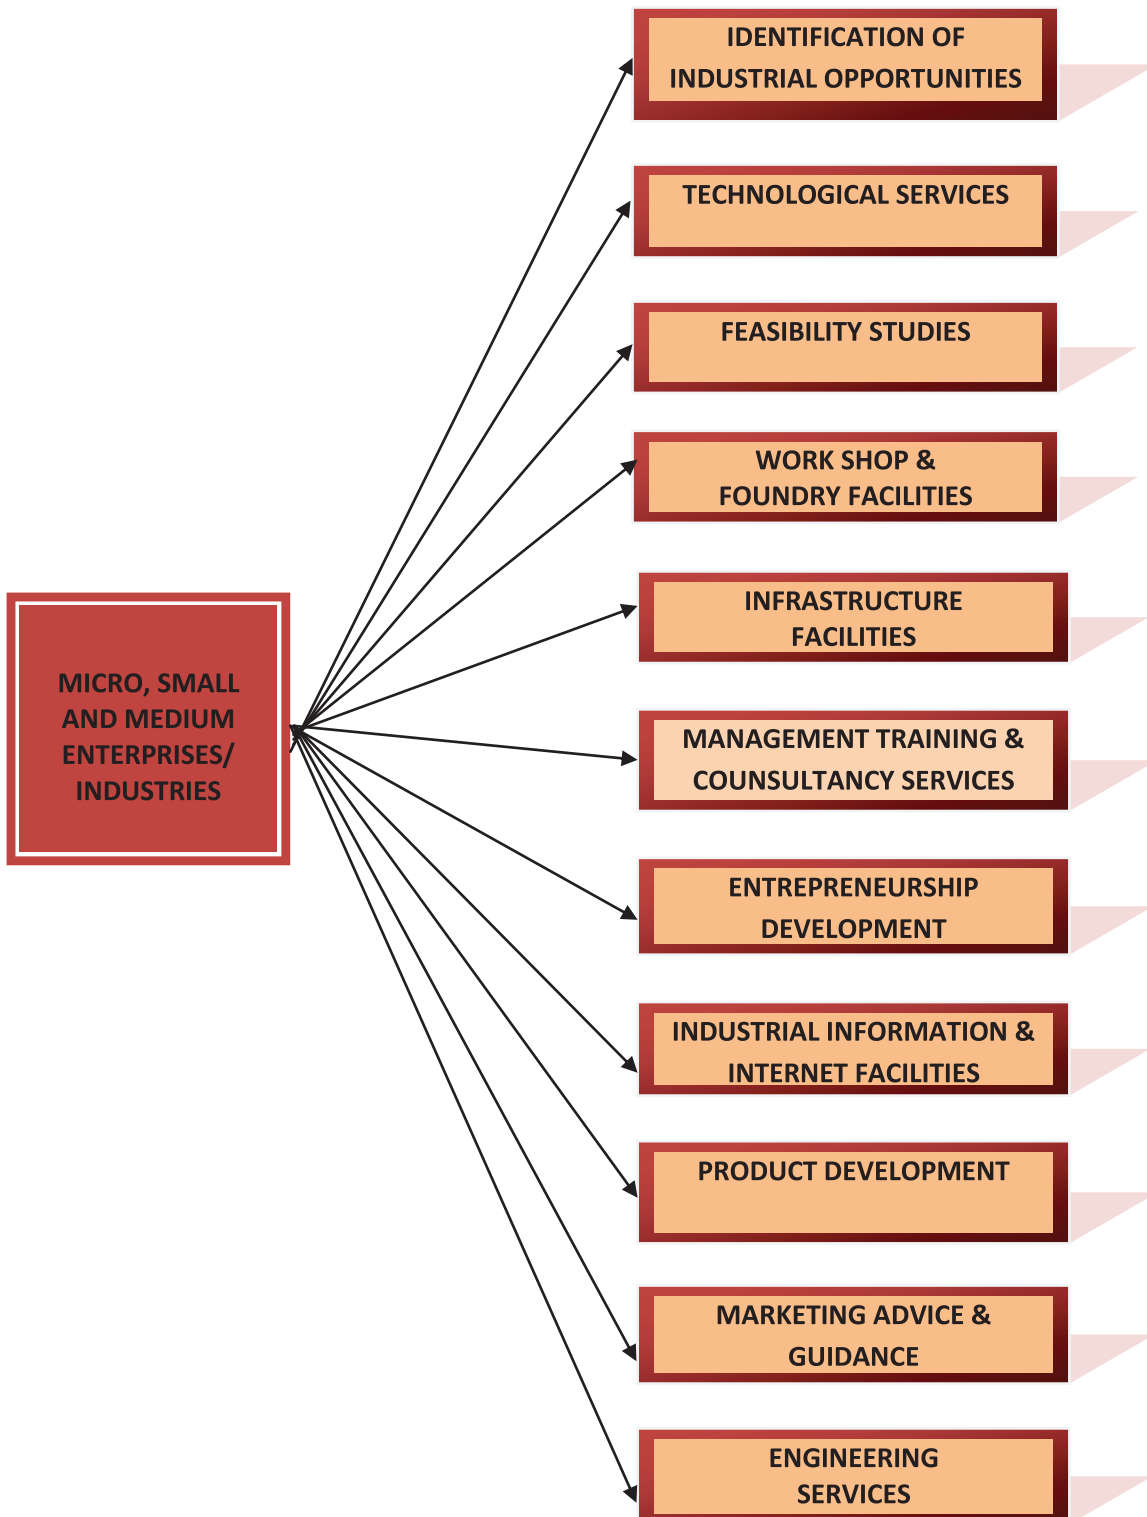 IDENTIFICATION OF
INDUSTRIAL OPPORTUNITIES
TECHNOLOGICAL SERVICES
FEASIBILITY STUDIES
WORK SHOP &
FOUNDRY FACILITIES
INFRASTRUCTURE
FACILITIES
MICRO, SMALL
AND MEDIUM
ENTERPRISES/
INDUSTRIES
MANAGEMENT TRAINING &
COUNSULTANCY SERVICES
ENTREPRENEURSHIP
DEVELOPMENT
INDUSTRIAL INFORMATION &
INTERNET FACILITIES
PRODUCT DEVELOPMENT
MARKETING ADVICE &
GUIDANCE
ENGINEERING
SERVICES